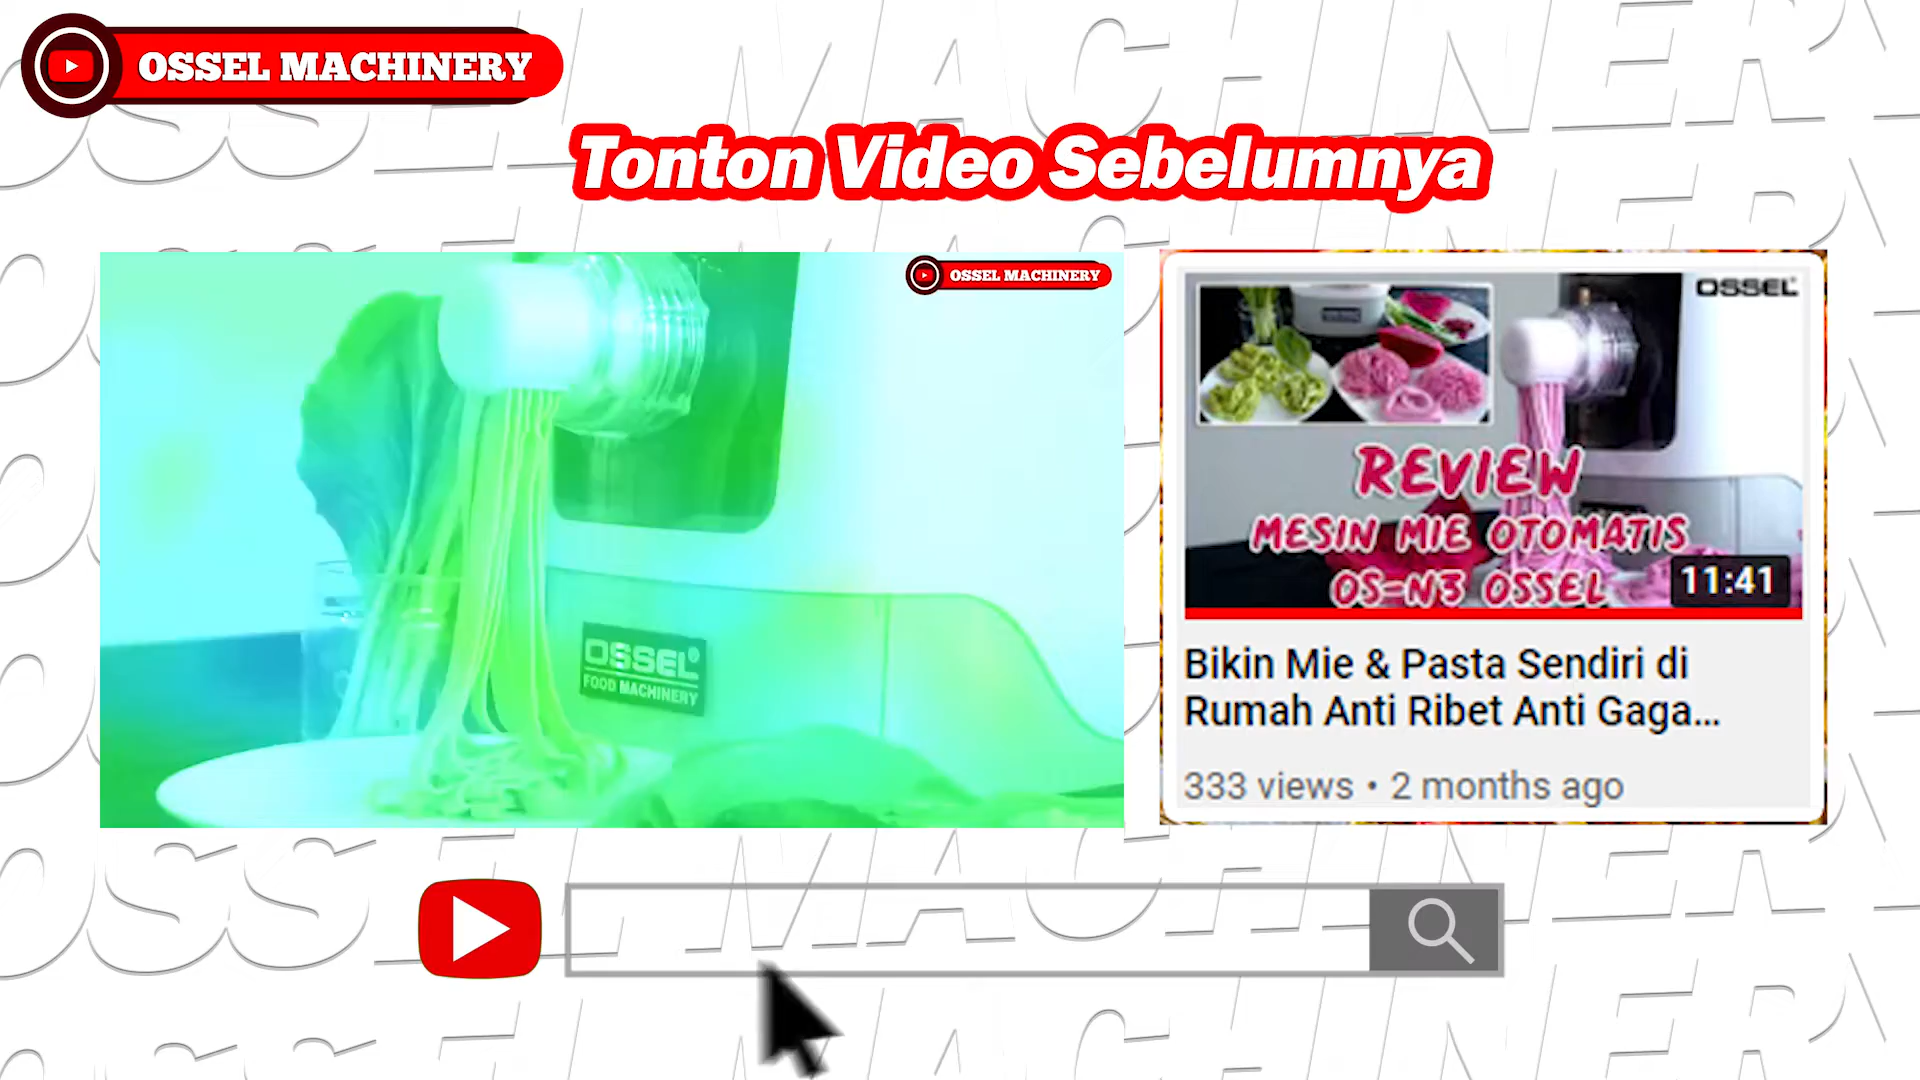 OSSEL MACHINERY
Tonton Video Sebelumnya
OSSEL MACHINERY
OSSEL
FOOD MACHINERY
OSSEL
REVIEW
MESIN MIE OTOMATIS
OS-N3 OSSEL
11:41
Bikin Mie & Pasta Sendiri di
Rumah Anti Ribet Anti Gaga...
333 views • 2 months ago